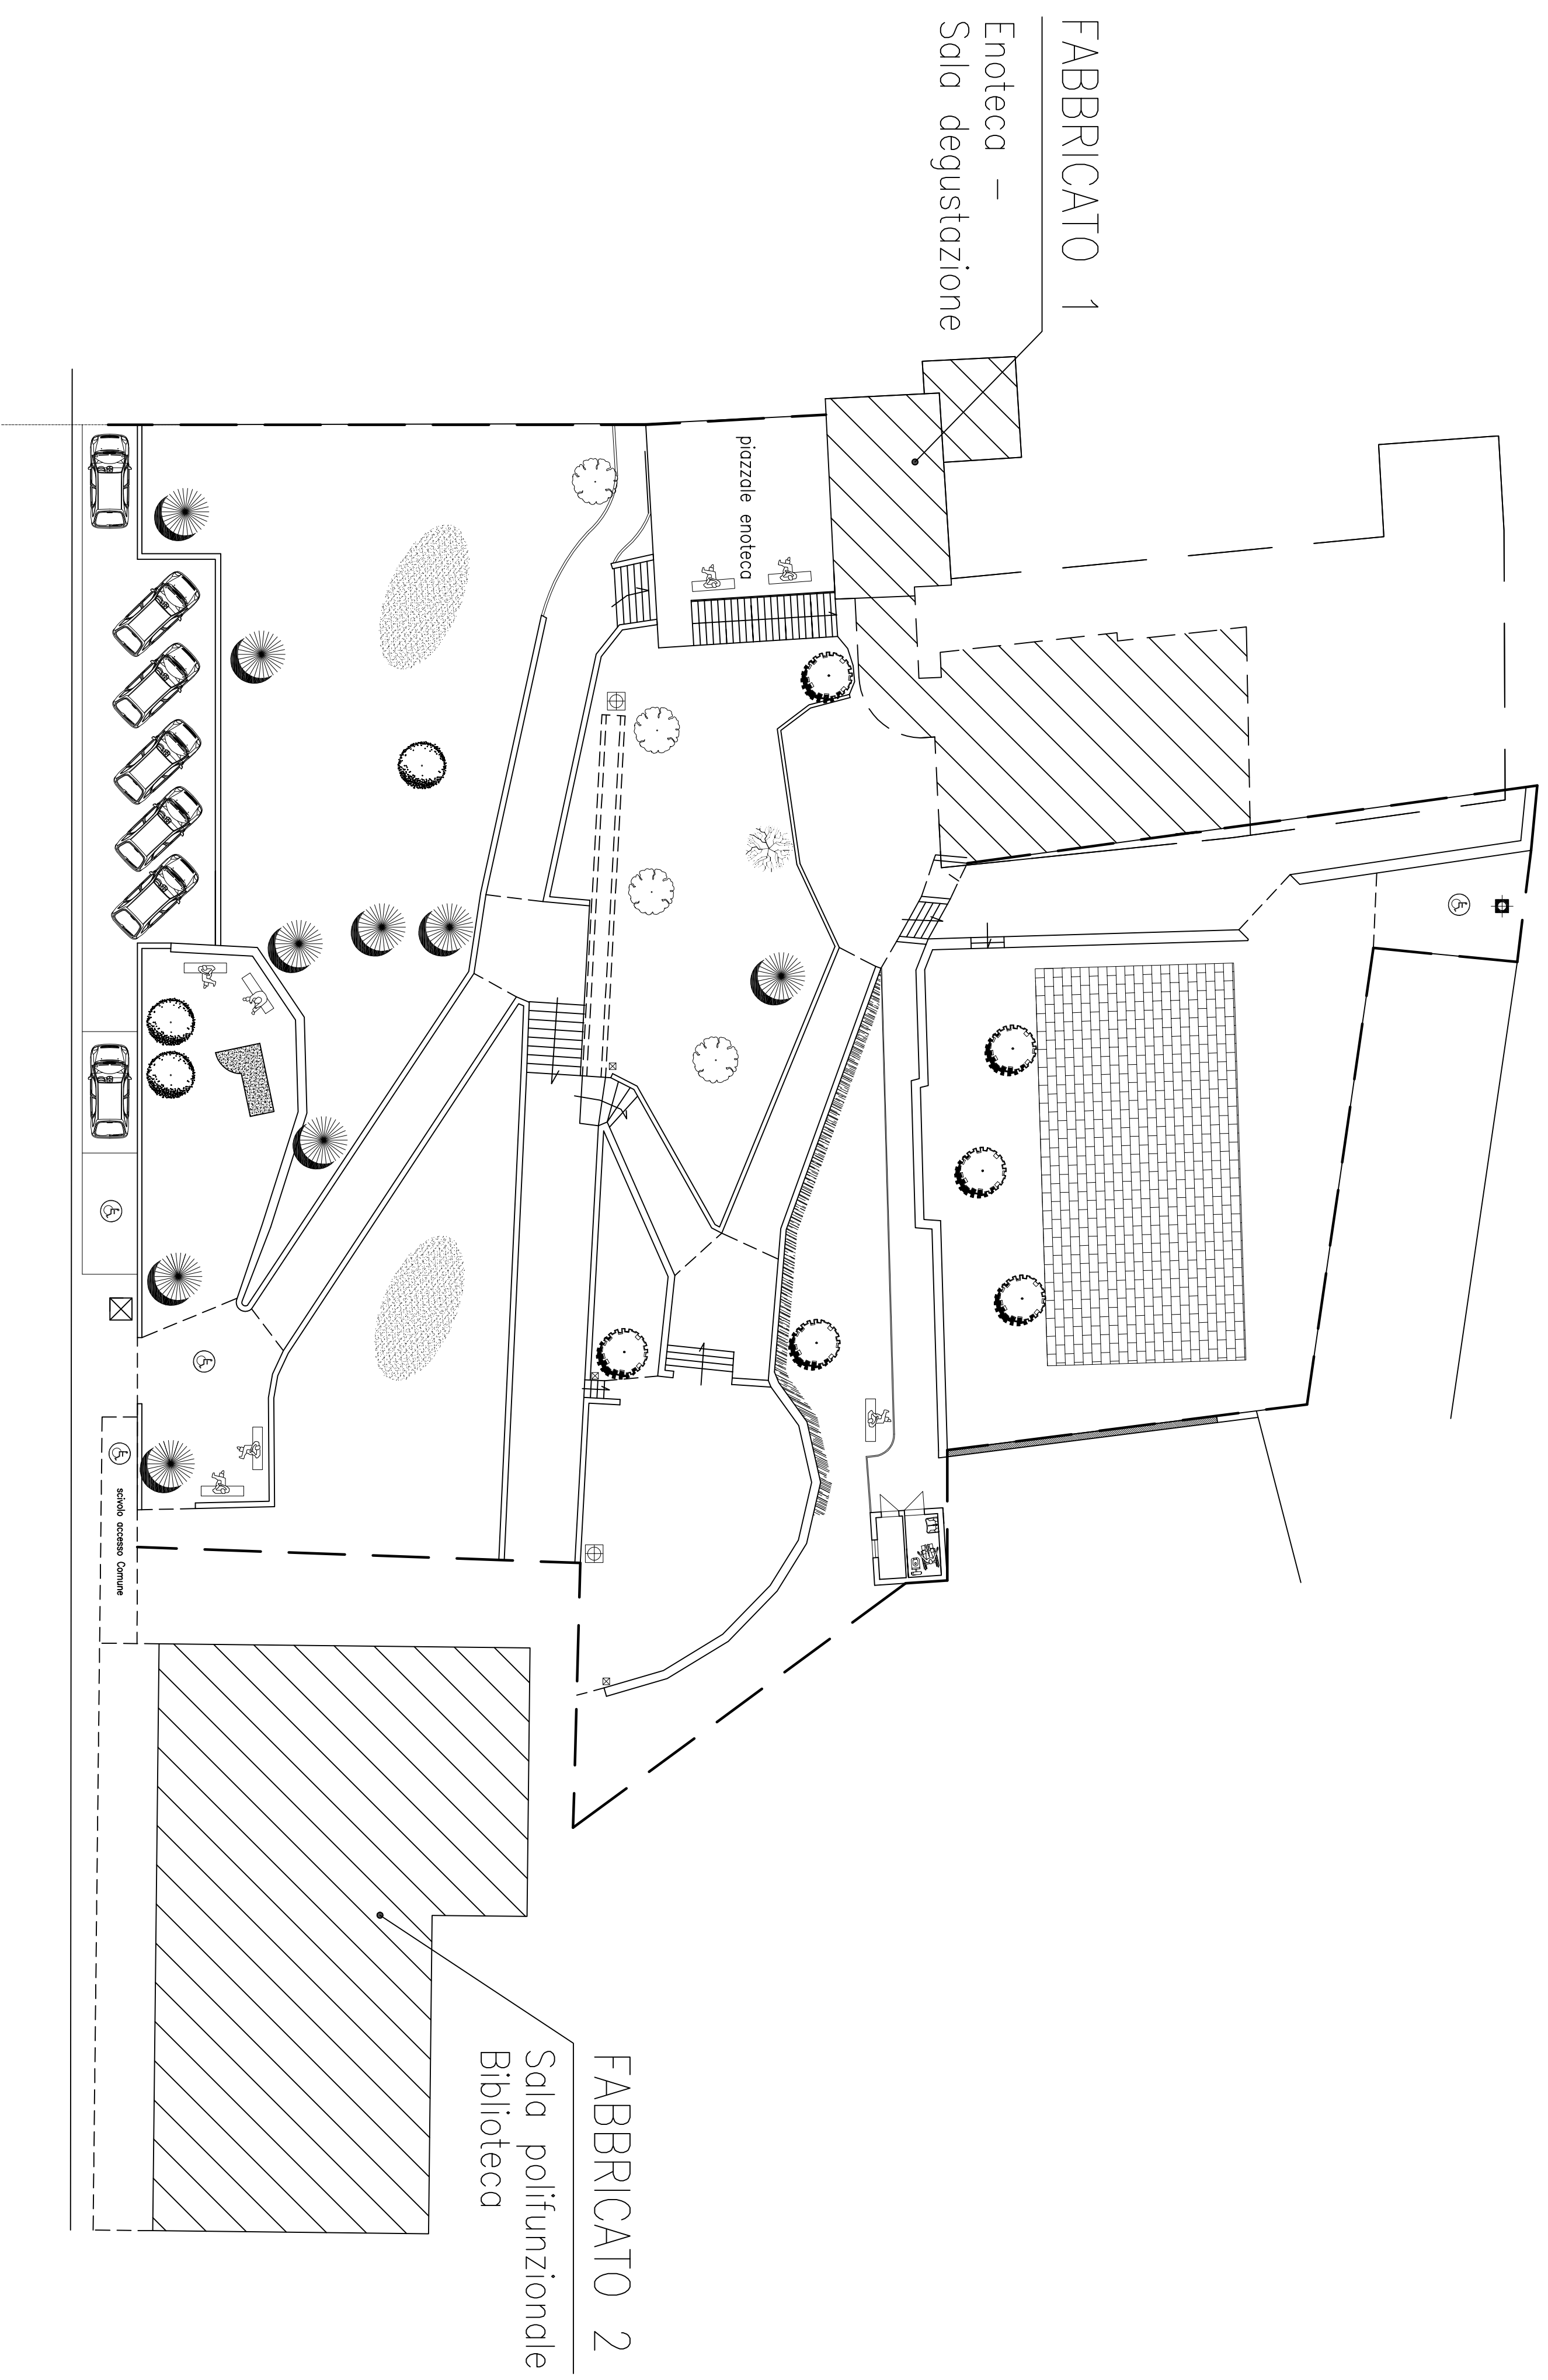 FABBRICATO 1
Enoteca –
Sala degustazione
piazzale enoteca
scivolo accesso Comune
FABBRICATO 2
Sala polifunzionale
Biblioteca